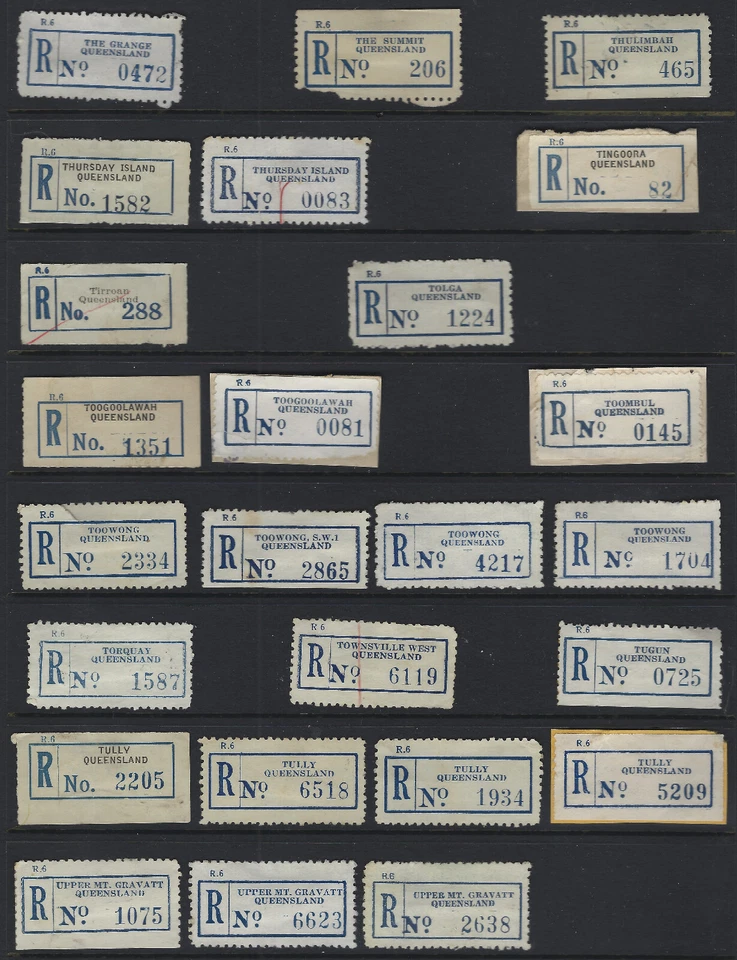 R.6
THE GRANGE
QUEENSLAND
R Nº 0472
R.6
THE SUMMIT
QUEENSLAND
R Nº 206
R.6
THULIMBAH
QUEENSLAND
R Nº 465
R.6
THURSDAY ISLAND
QUEENSLAND
R No. 1582
R.6
THURSDAY ISLAND
QUEENSLAND
R Nº 0083
R.6
TINGOORA
QUEENSLAND
R No. 82
R.6
Tirroan
Queensland
R No. 288
R.6
TOLGA
QUEENSLAND
R Nº 1224
R.6
TOOGOOLAWAH
QUEENSLAND
R No. 1351
R.6
TOOGOOLAWAH
QUEENSLAND
R Nº 0081
R.6
TOOMBUL
QUEENSLAND
R Nº 0145
R.6
TOOWONG
QUEENSLAND
R Nº 2334
R.6
TOOWONG, S.W.1
QUEENSLAND
R Nº 2865
R.6
TOOWONG
QUEENSLAND
R Nº 4217
R.6
TOOWONG
QUEENSLAND
R Nº 1704
R.6
TORQUAY
QUEENSLAND
R Nº 1587
R.6
TOWNSVILLE WEST
QUEENSLAND
R Nº 6119
R.6
TUGUN
QUEENSLAND
R Nº 0725
R.6
TULLY
QUEENSLAND
R No. 2205
R.6
TULLY
QUEENSLAND
R Nº 6518
R.6
TULLY
QUEENSLAND
R Nº 1934
R.6
TULLY
QUEENSLAND
R Nº 5209
R.6
UPPER MT. GRAVATT
QUEENSLAND
R Nº 1075
R.6
UPPER MT. GRAVATT
QUEENSLAND
R Nº 6623
R.6
UPPER MT. GRAVATT
QUEENSLAND
R Nº 2638